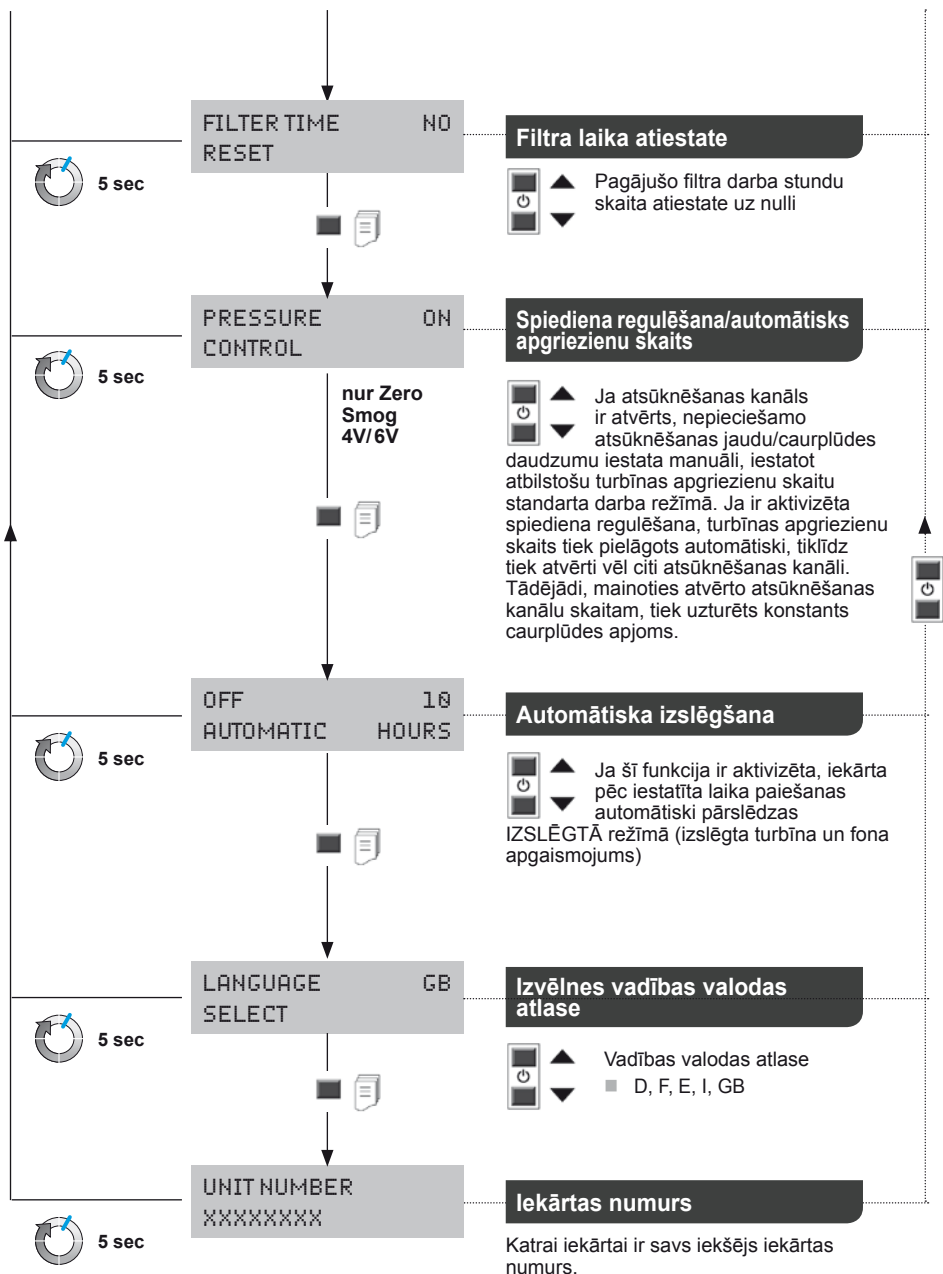 FILTER TIME NO
RESET
Filtra laika atiestate
5 sec
Pagājušo filtra darba stundu
skaita atiestate uz nulli
PRESSURE ON
CONTROL
Spiediena regulēšana/automātisks
apgriezienu skaits
5 sec
nur Zero
Smog
4V/6V
Ja atsūknēšanas kanāls
ir atvērts, nepieciešamo
atsūknēšanas jaudu/caurplūdes
daudzumu iestata manuāli, iestatot
atbilstošu turbīnas apgriezienu skaitu
standarta darba režīmā. Ja ir aktivizēta
spiediena regulēšana, turbīnas apgriezienu
skaits tiek pielāgots automātiski, tiklīdz
tiek atvērti vēl citi atsūknēšanas kanāli.
Tādējādi, mainoties atvērto atsūknēšanas
kanālu skaitam, tiek uzturēts konstants
caurplūdes apjoms.
OFF 10
AUTOMATIC HOURS
Automātiska izslēgšana
5 sec
Ja šī funkcija ir aktivizēta, iekārta
pēc iestatīta laika paiešanas
automātiski pārslēdzas
IZSLĒGTĀ režīmā (izslēgta turbīna un fona
apgaismojums)
LANGUAGE GB
SELECT
Izvēlnes vadības valodas
atlase
5 sec
Vadības valodas atlase
■ D, F, E, I, GB
UNIT NUMBER
XXXXXXXX
Iekārtas numurs
5 sec
Katrai iekārtai ir savs iekšējs iekārtas
numurs.